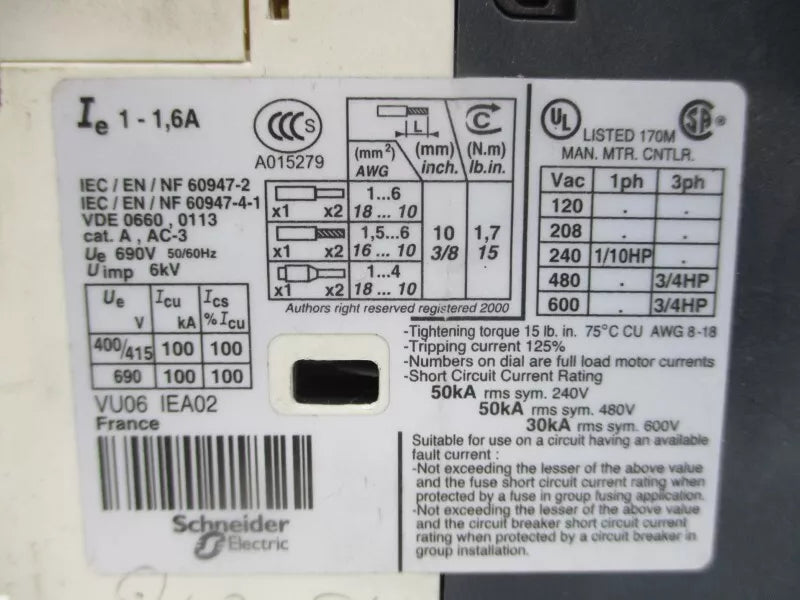 Ie 1 - 1,6A
CCC S
A015279
IEC / EN / NF 60947-2
IEC / EN / NF 60947-4-1
VDE 0660 , 0113
cat. A , AC-3
Ue 690V 50/60Hz
U imp 6kV
Ue Icu Ics
V kA % Icu
400/415 100 100
690 100 100
VU06 IEA02
France
Schneider
Electric
L C
(mm²) (mm) (N.m)
AWG inch. lb.in.
x1 x2 1...6
18 ... 10
x1 x2 1,5...6 10 1,7
16 ... 10 3/8 15
x1 x2 1...4
18 ... 10
Authors right reserved registered 2000
UL LISTED 170M SA ®
MAN. MTR. CNTLR.
Vac 1ph 3ph
120 . .
208 . .
240 1/10HP .
480 . 3/4HP
600 . 3/4HP
-Tightening torque 15 lb. in. 75°C CU AWG 8-18
-Tripping current 125%
-Numbers on dial are full load motor currents
-Short Circuit Current Rating
50kA rms sym. 240V
50kA rms sym. 480V
30kA rms sym. 600V
Suitable for use on a circuit having an available
fault current :
-Not exceeding the lesser of the above value
and the fuse short circuit current rating when
protected by a fuse in group fusing application.
-Not exceeding the lesser of the above value
and the circuit breaker short circuit current
rating when protected by a circuit breaker in
group installation.